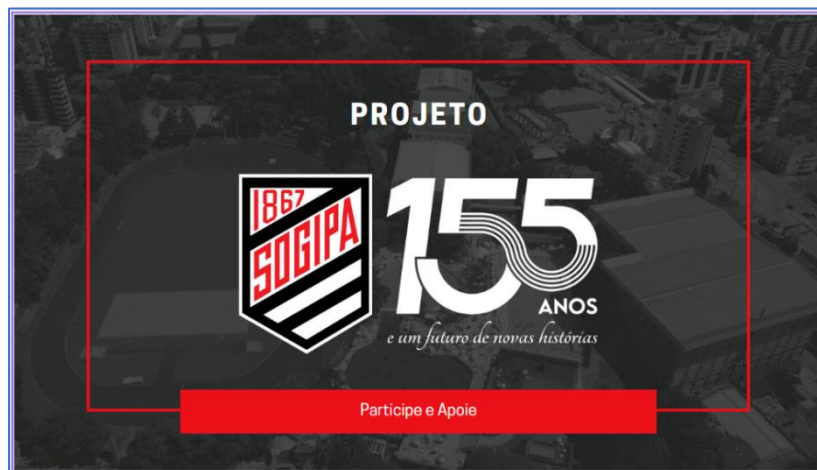 PROJETO
1867
SOGIPA
155
ANOS
e um futuro de novas histórias
Participe e Apoie